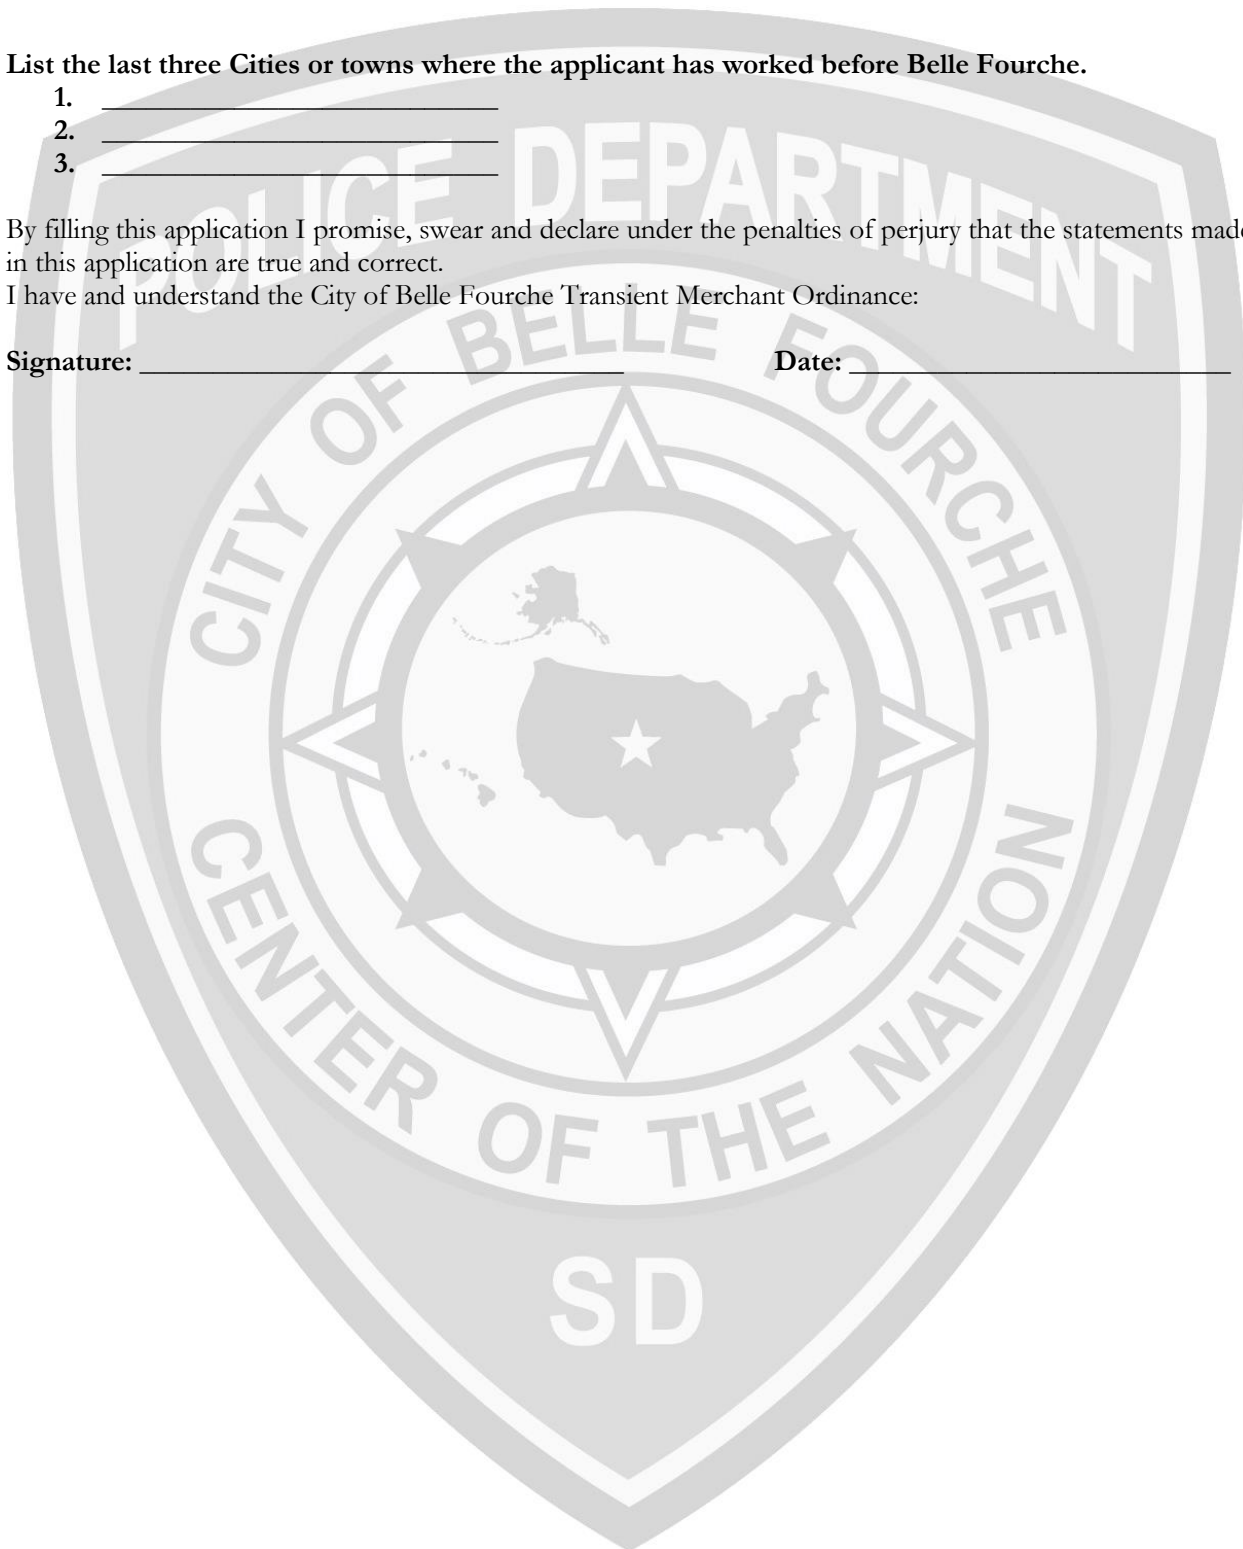 List the last three Cities or towns where the applicant has worked before Belle Fourche.
1. ___________________________
2. ___________________________
3. ___________________________
By filling this application I promise, swear and declare under the penalties of perjury that the statements made
in this application are true and correct.
I have and understand the City of Belle Fourche Transient Merchant Ordinance:
Signature: _________________________________ Date: __________________________
POLICE DEPARTMENT
CITY OF BELLE FOURCHE
CENTER OF THE NATION
SD